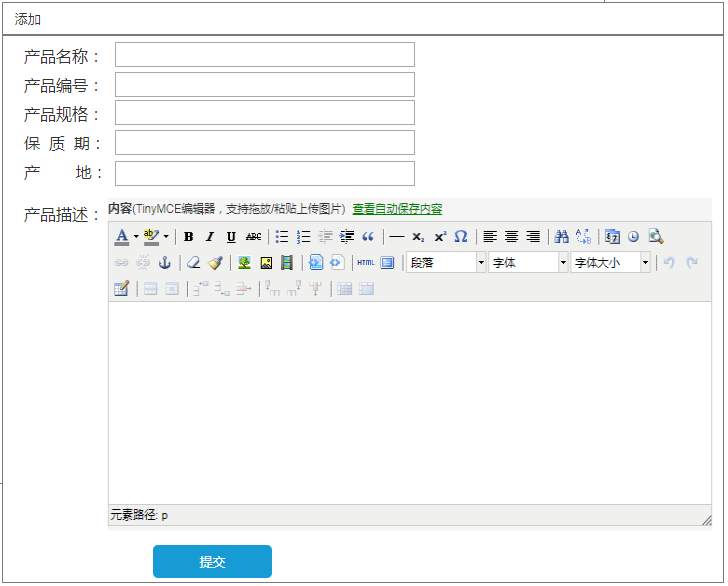 添加
产品名称：
产品编号：
产品规格：
保 质 期：
产 地：
产品描述：
内容(TinyMCE编辑器，支持拖放/粘贴上传图片) 查看自动保存内容
A ab B I U ABC “ — x₂ x² Ω
HTML 段落 字体 字体大小
元素路径: p
提交